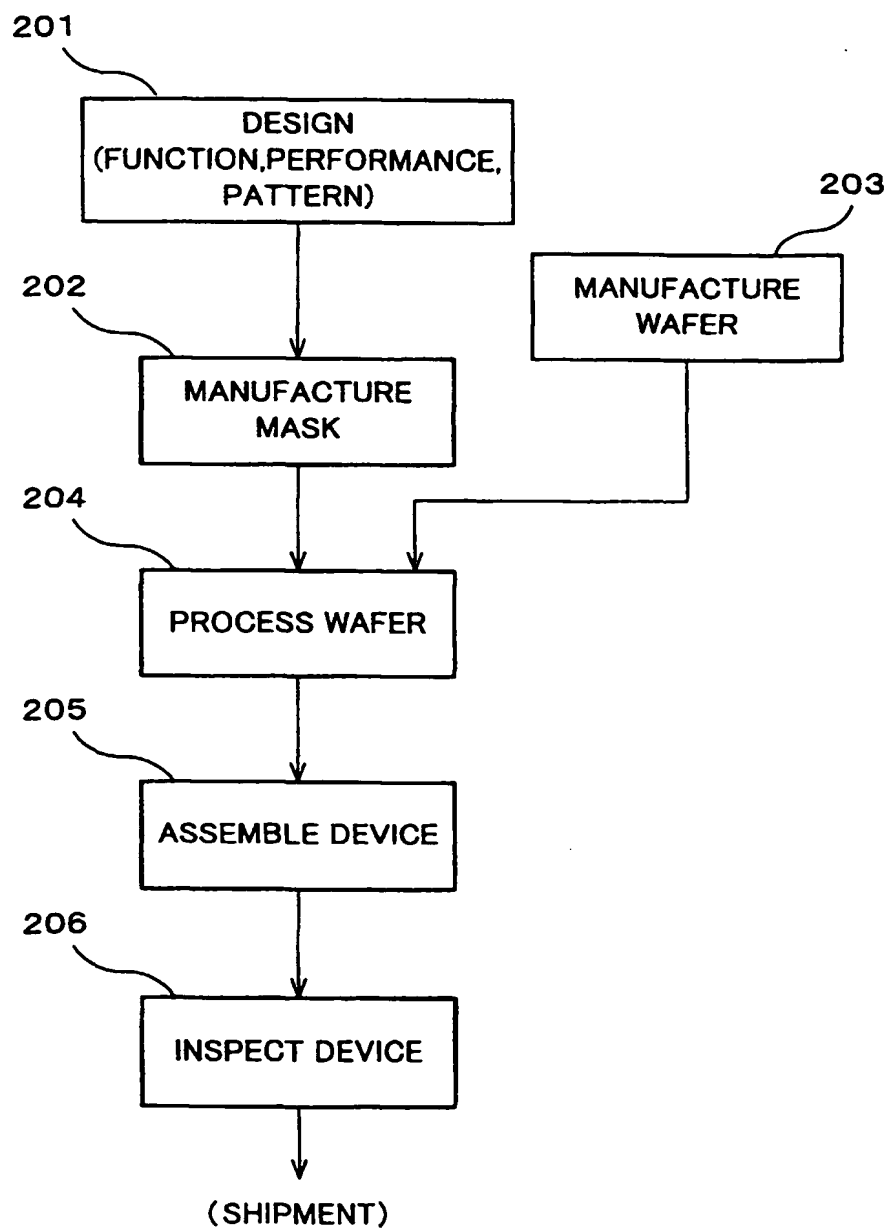 201
DESIGN
(FUNCTION,PERFORMANCE,
PATTERN)
203
MANUFACTURE
WAFER
202
MANUFACTURE
MASK
204
PROCESS WAFER
205
ASSEMBLE DEVICE
206
INSPECT DEVICE
(SHIPMENT)